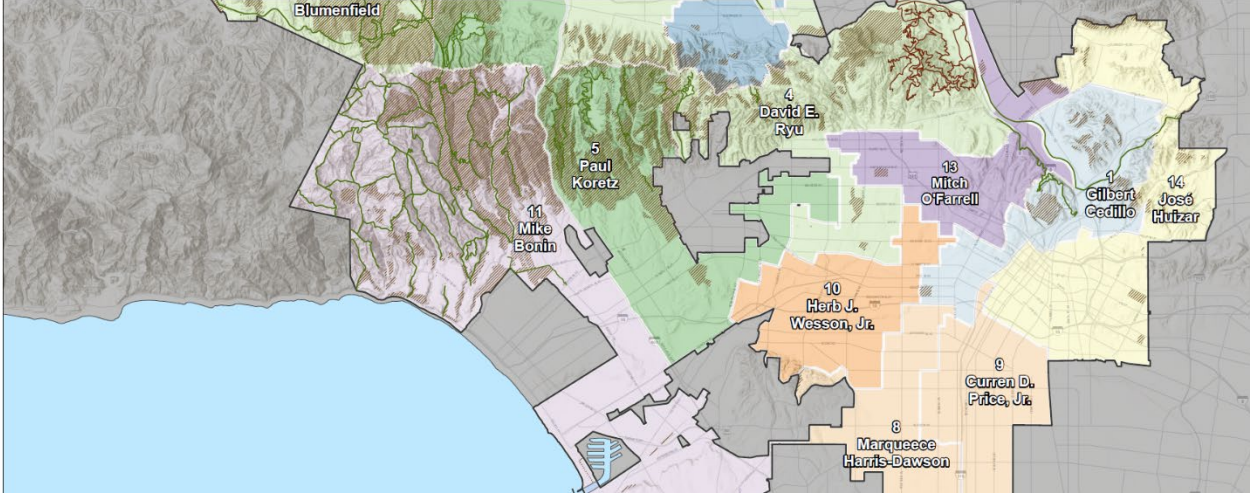 Blumenfield
4
David E.
Ryu
5
Paul
Koretz
13
Mitch
O'Farrell
1
Gilbert
Cedillo
14
José
Huizar
11
Mike
Bonin
10
Herb J.
Wesson, Jr.
9
Curren D.
Price, Jr.
8
Marqueece
Harris-Dawson